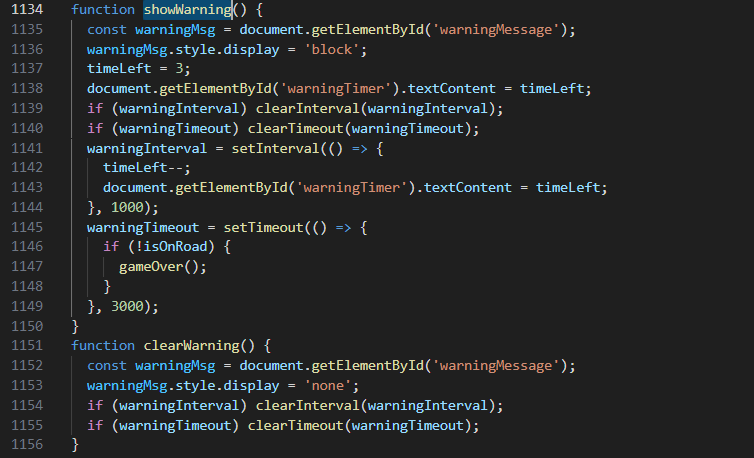 1134 function showWarning() {
1135 const warningMsg = document.getElementById('warningMessage');
1136 warningMsg.style.display = 'block';
1137 timeLeft = 3;
1138 document.getElementById('warningTimer').textContent = timeLeft;
1139 if (warningInterval) clearInterval(warningInterval);
1140 if (warningTimeout) clearTimeout(warningTimeout);
1141 warningInterval = setInterval(() => {
1142 timeLeft--;
1143 document.getElementById('warningTimer').textContent = timeLeft;
1144 }, 1000);
1145 warningTimeout = setTimeout(() => {
1146 if (!isOnRoad) {
1147 gameOver();
1148 }
1149 }, 3000);
1150 }
1151 function clearWarning() {
1152 const warningMsg = document.getElementById('warningMessage');
1153 warningMsg.style.display = 'none';
1154 if (warningInterval) clearInterval(warningInterval);
1155 if (warningTimeout) clearTimeout(warningTimeout);
1156 }